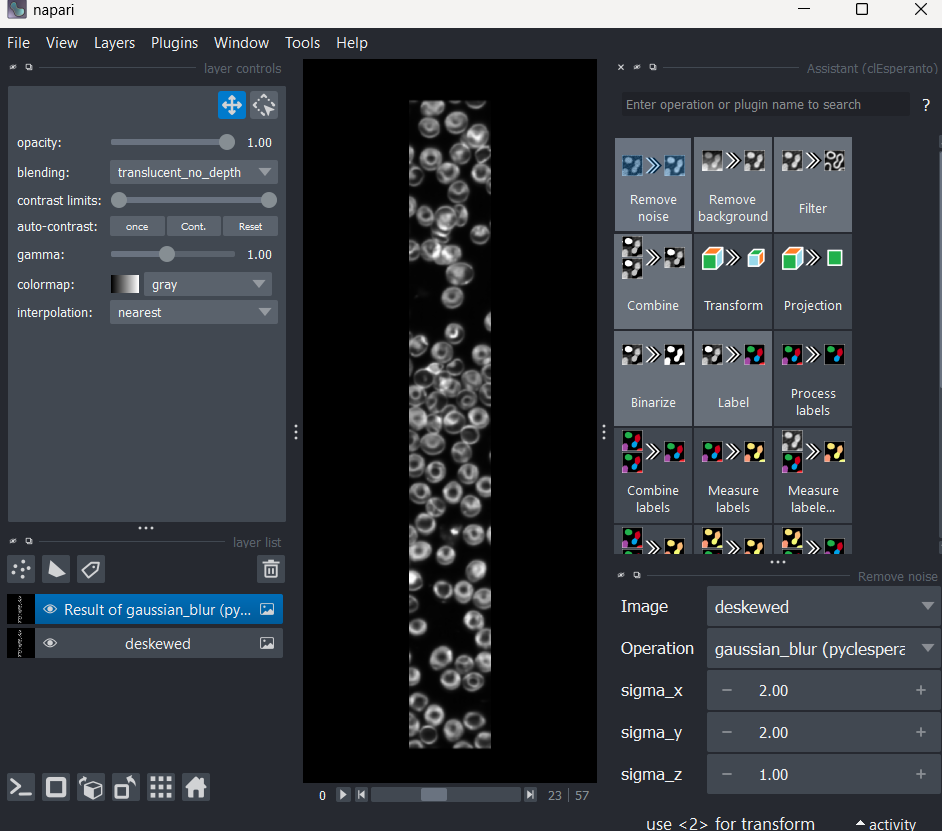 napari
File View Layers Plugins Window Tools Help
layer controls
opacity: 1.00
blending: translucent_no_depth
contrast limits:
auto-contrast: once Cont. Reset
gamma: 1.00
colormap: gray
interpolation: nearest
layer list
Result of gaussian_blur (py...
deskewed
0 23 57
Assistant (clEsperanto)
Enter operation or plugin name to search ?
Remove noise
Remove background
Filter
Combine
Transform
Projection
Binarize
Label
Process labels
Combine labels
Measure labels
Measure labele...
Remove noise
Image deskewed
Operation gaussian_blur (pyclespera
sigma_x − 2.00 +
sigma_y − 2.00 +
sigma_z − 1.00 +
use <2> for transform activity